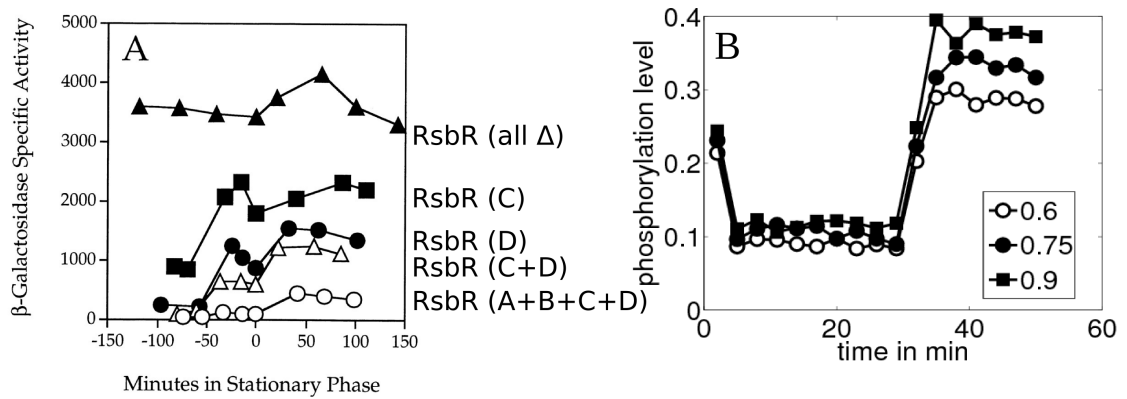 A
β-Galactosidase Specific Activity
5000
4000
3000
2000
1000
0
-150
-100
-50
0
50
100
150
Minutes in Stationary Phase
RsbR (all Δ)
RsbR (C)
RsbR (D)
RsbR (C+D)
RsbR (A+B+C+D)
B
phosphorylation level
0.4
0.3
0.2
0.1
0
0
20
40
60
time in min
0.6
0.75
0.9